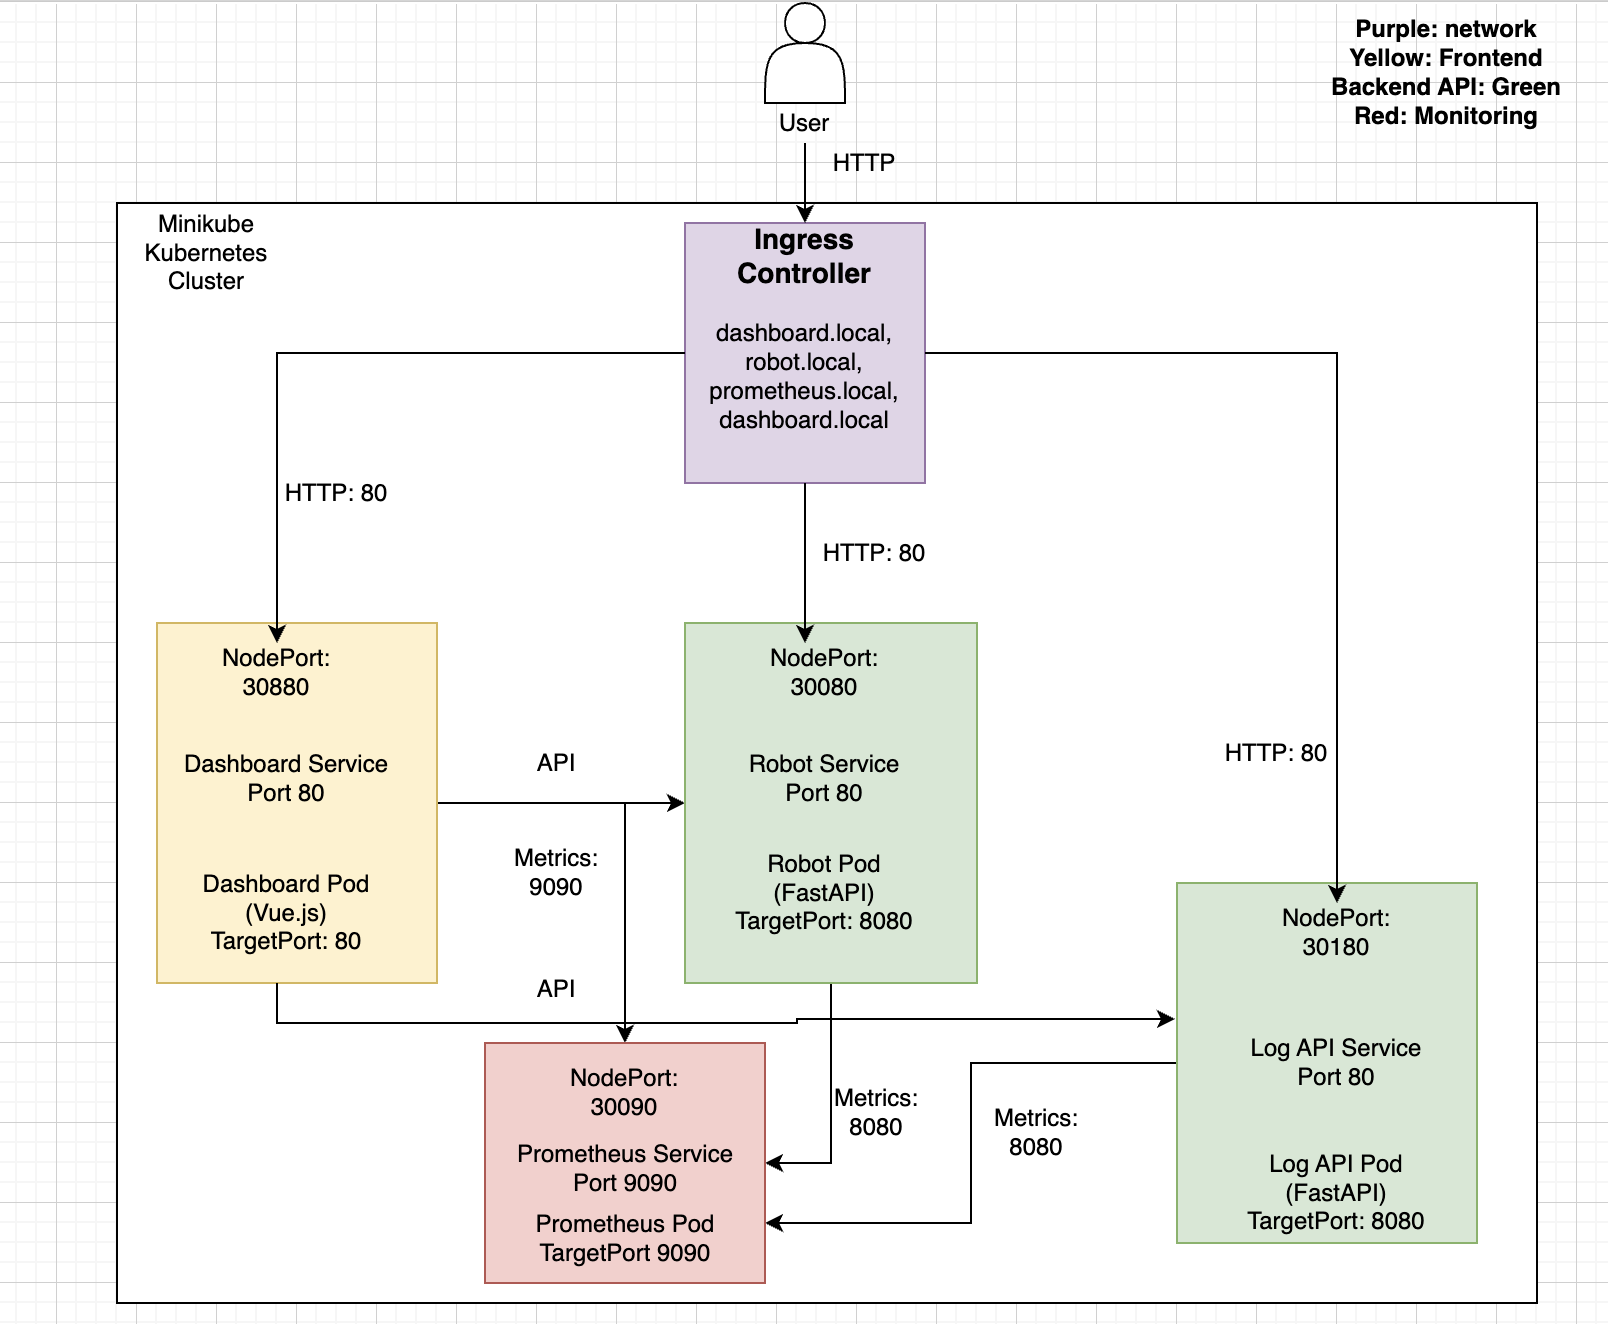 Purple: network
Yellow: Frontend
Backend API: Green
Red: Monitoring
User
HTTP
Minikube
Kubernetes
Cluster
Ingress
Controller
dashboard.local,
robot.local,
prometheus.local,
dashboard.local
HTTP: 80
HTTP: 80
HTTP: 80
NodePort:
30880
Dashboard Service
Port 80
Dashboard Pod
(Vue.js)
TargetPort: 80
API
Metrics:
9090
API
NodePort:
30080
Robot Service
Port 80
Robot Pod
(FastAPI)
TargetPort: 8080
NodePort:
30180
Log API Service
Port 80
Log API Pod
(FastAPI)
TargetPort: 8080
NodePort:
30090
Prometheus Service
Port 9090
Prometheus Pod
TargetPort 9090
Metrics:
8080
Metrics:
8080